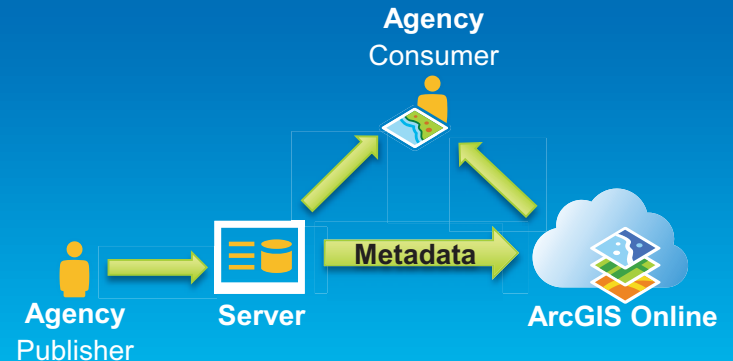 Agency
Consumer
Metadata
Agency
Publisher
Server
ArcGIS Online